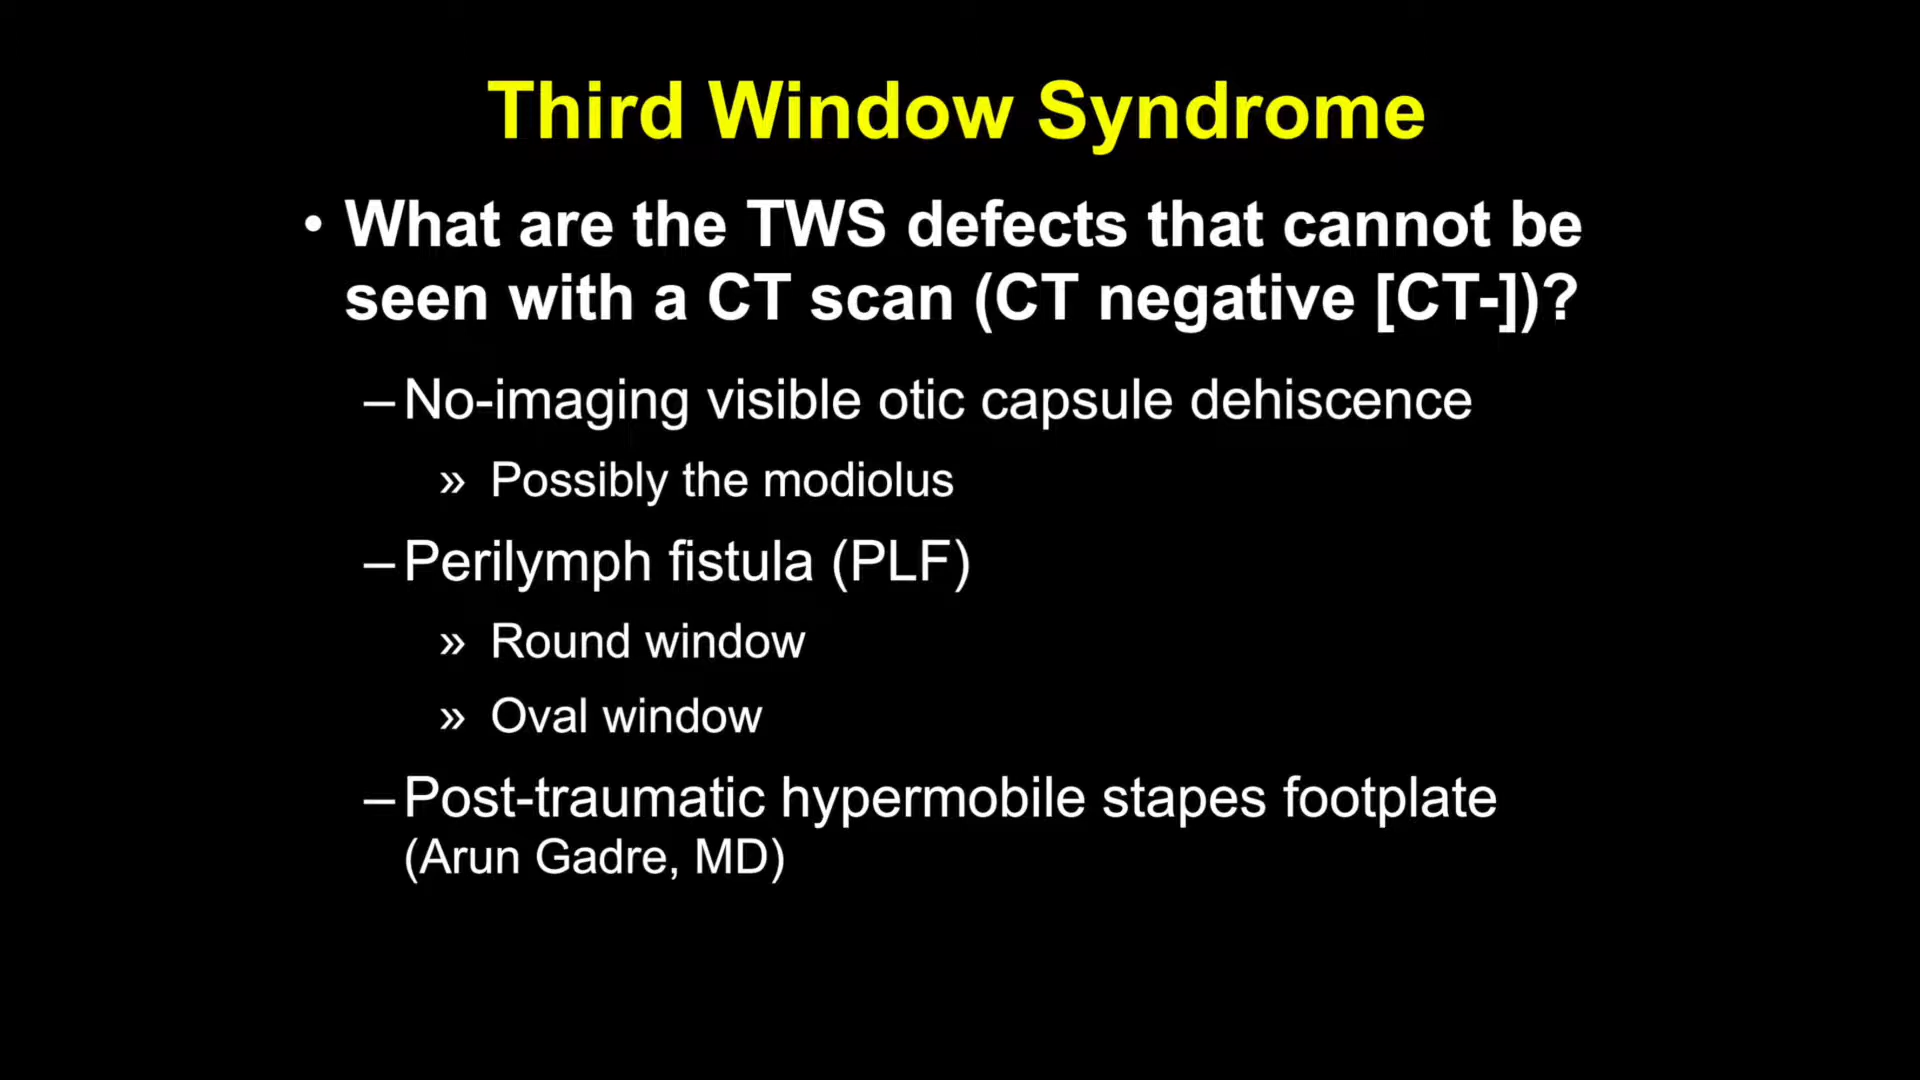 Third Window Syndrome
• What are the TWS defects that cannot be
seen with a CT scan (CT negative [CT-])?
– No-imaging visible otic capsule dehiscence
» Possibly the modiolus
– Perilymph fistula (PLF)
» Round window
» Oval window
– Post-traumatic hypermobile stapes footplate
(Arun Gadre, MD)